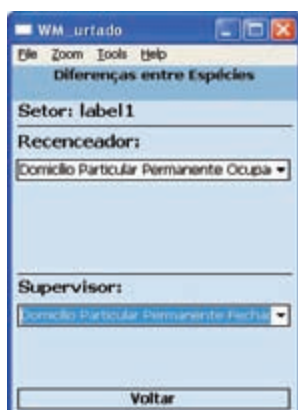 WM_urtado
File Zoom Tools Help
Diferenças entre Espécies
Setor: label1
Recenceador:
Domicílio Particular Permanente Ocupa
Supervisor:
Domicílio Particular Permanente Fechad
Voltar